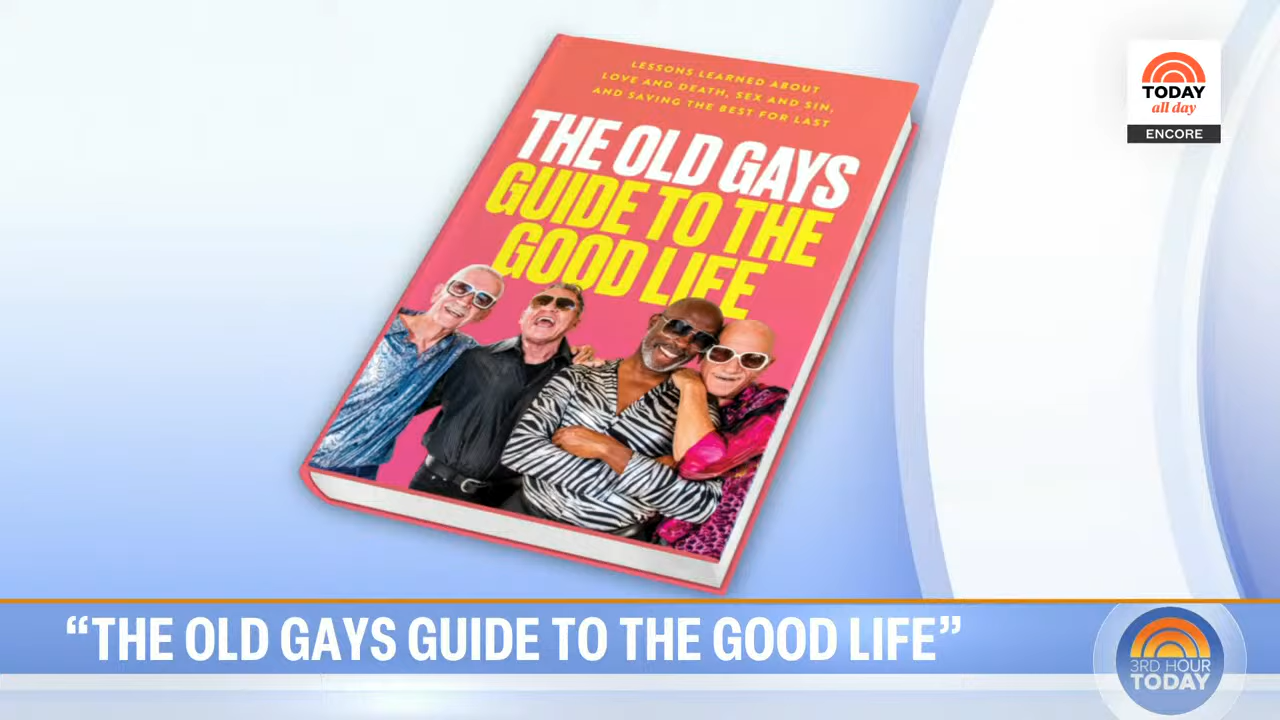 LESSONS LEARNED ABOUT
LOVE AND DEATH, SEX AND SIN,
AND SAVING THE BEST FOR LAST
THE OLD GAYS
GUIDE TO THE
GOOD LIFE
TODAY
all day
ENCORE
“THE OLD GAYS GUIDE TO THE GOOD LIFE”
3RD HOUR
TODAY